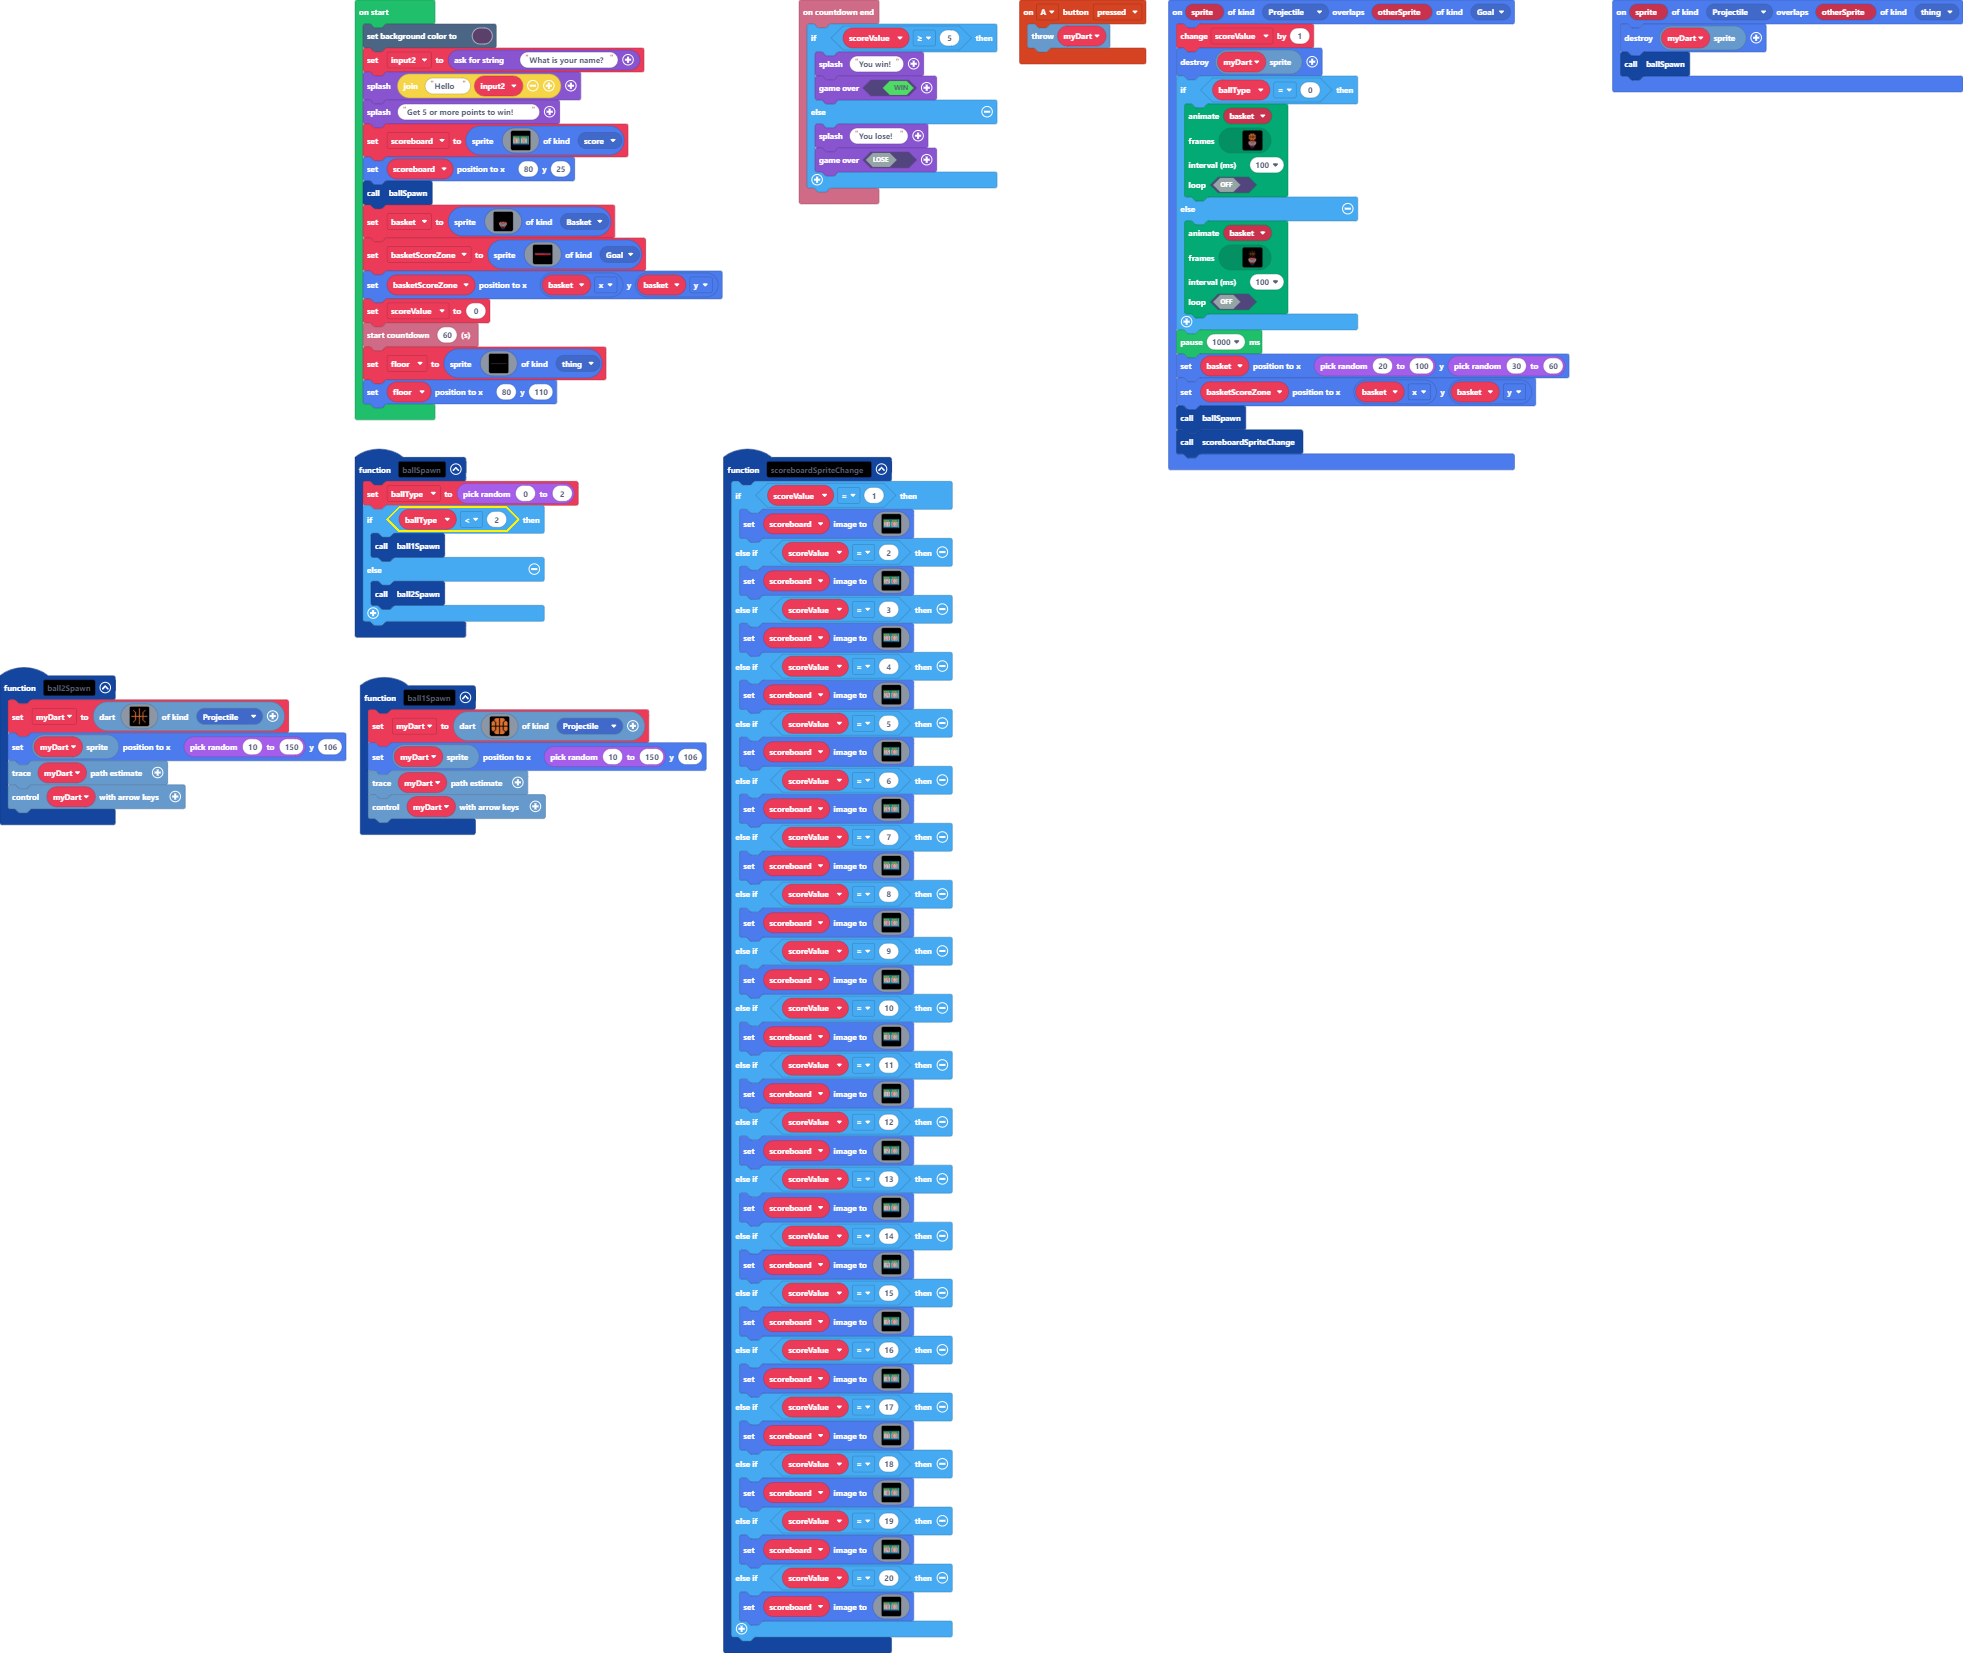 on start
set background color to
set input2 to ask for string "What is your name?"
splash join "Hello " input2
splash "Get 5 or more points to win!"
set scoreboard to sprite of kind score
set scoreboard position to x 80 y 25
call ballSpawn
set basket to sprite of kind Basket
set basketScoreZone to sprite of kind Goal
set basketScoreZone position to x basket x y basket y
set scoreValue to 0
start countdown 60 (s)
set floor to sprite of kind thing
set floor position to x 80 y 110
on countdown end
if scoreValue ≥ 5 then
splash "You win!"
game over WIN
else
splash "You lose!"
game over LOSE
on A button pressed
throw myDart
on sprite of kind Projectile overlaps otherSprite of kind Goal
change scoreValue by 1
destroy myDart sprite
if ballType = 0 then
animate basket
frames
interval (ms) 100
loop OFF
else
animate basket
frames
interval (ms) 100
loop OFF
pause 1000 ms
set basket position to x pick random 20 to 100 y pick random 30 to 60
set basketScoreZone position to x basket x y basket y
call ballSpawn
call scoreboardSpriteChange
on sprite of kind Projectile overlaps otherSprite of kind thing
destroy myDart sprite
call ballSpawn
function ballSpawn
set ballType to pick random 0 to 2
if ballType < 2 then
call ball1Spawn
else
call ball2Spawn
function ball2Spawn
set myDart to dart of kind Projectile
set myDart sprite position to x pick random 10 to 150 y 106
trace myDart path estimate
control myDart with arrow keys
function ball1Spawn
set myDart to dart of kind Projectile
set myDart sprite position to x pick random 10 to 150 y 106
trace myDart path estimate
control myDart with arrow keys
function scoreboardSpriteChange
if scoreValue = 1 then
set scoreboard image to
else if scoreValue = 2 then
set scoreboard image to
else if scoreValue = 3 then
set scoreboard image to
else if scoreValue = 4 then
set scoreboard image to
else if scoreValue = 5 then
set scoreboard image to
else if scoreValue = 6 then
set scoreboard image to
else if scoreValue = 7 then
set scoreboard image to
else if scoreValue = 8 then
set scoreboard image to
else if scoreValue = 9 then
set scoreboard image to
else if scoreValue = 10 then
set scoreboard image to
else if scoreValue = 11 then
set scoreboard image to
else if scoreValue = 12 then
set scoreboard image to
else if scoreValue = 13 then
set scoreboard image to
else if scoreValue = 14 then
set scoreboard image to
else if scoreValue = 15 then
set scoreboard image to
else if scoreValue = 16 then
set scoreboard image to
else if scoreValue = 17 then
set scoreboard image to
else if scoreValue = 18 then
set scoreboard image to
else if scoreValue = 19 then
set scoreboard image to
else if scoreValue = 20 then
set scoreboard image to